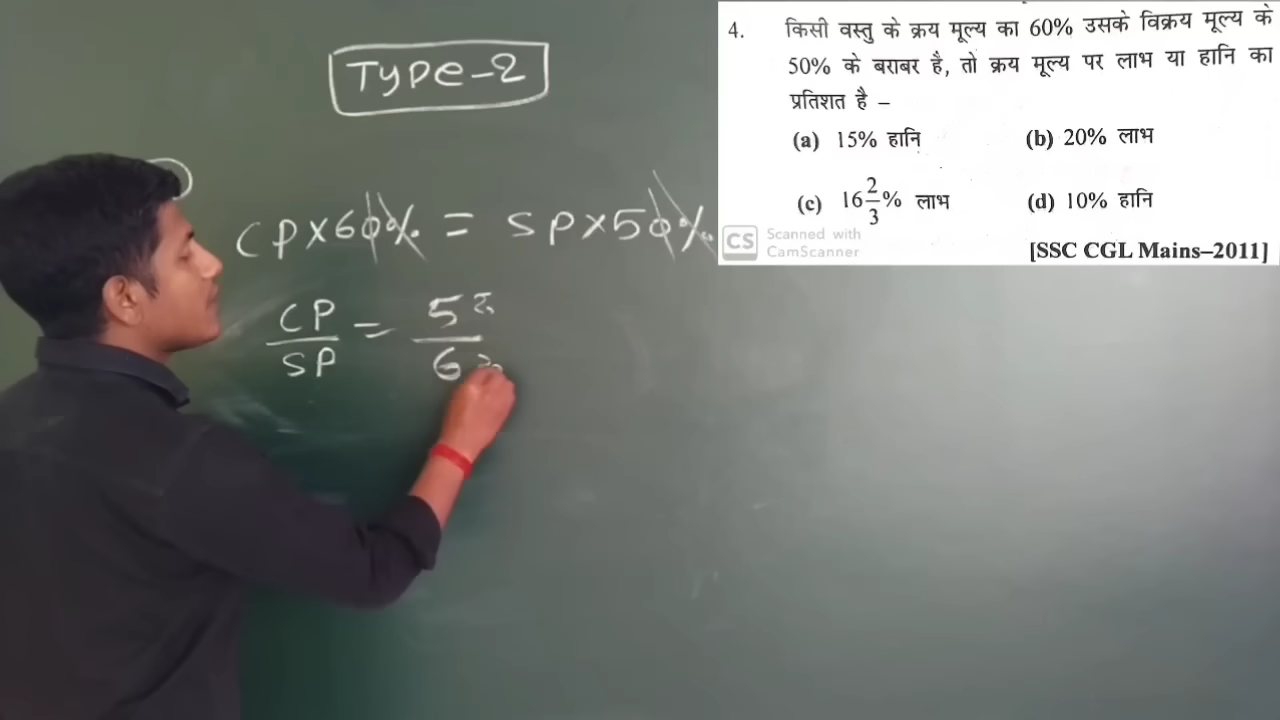 TYPE-2
CP×60% = SP×50%
CP/SP = 5 ₹/6 ₹
4. किसी वस्तु के क्रय मूल्य का 60% उसके विक्रय मूल्य के
50% के बराबर है, तो क्रय मूल्य पर लाभ या हानि का
प्रतिशत है –
(a) 15% हानि (b) 20% लाभ
(c) 16 2/3% लाभ (d) 10% हानि
CS Scanned with
CamScanner
[SSC CGL Mains–2011]